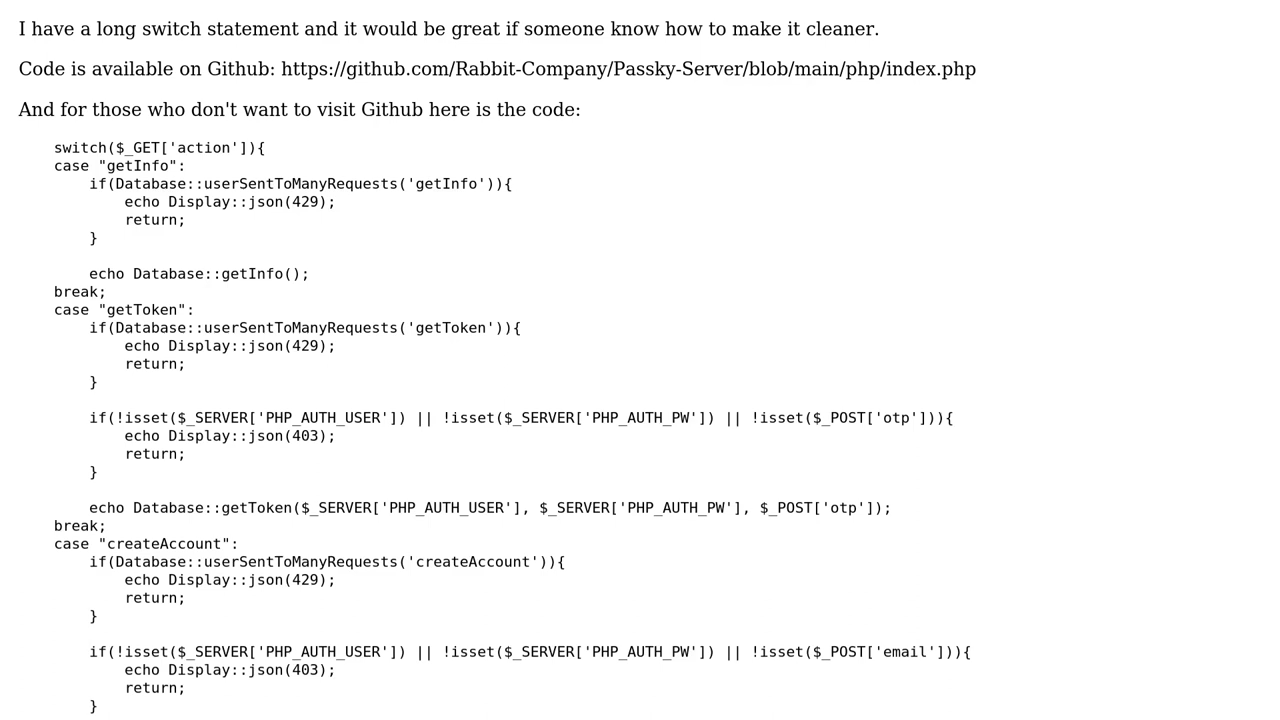 I have a long switch statement and it would be great if someone know how to make it cleaner.
Code is available on Github: https://github.com/Rabbit-Company/Passky-Server/blob/main/php/index.php
And for those who don't want to visit Github here is the code:
switch($_GET['action']){
case "getInfo":
    if(Database::userSentToManyRequests('getInfo')){
        echo Display::json(429);
        return;
    }

    echo Database::getInfo();
break;
case "getToken":
    if(Database::userSentToManyRequests('getToken')){
        echo Display::json(429);
        return;
    }

    if(!isset($_SERVER['PHP_AUTH_USER']) || !isset($_SERVER['PHP_AUTH_PW']) || !isset($_POST['otp'])){
        echo Display::json(403);
        return;
    }

    echo Database::getToken($_SERVER['PHP_AUTH_USER'], $_SERVER['PHP_AUTH_PW'], $_POST['otp']);
break;
case "createAccount":
    if(Database::userSentToManyRequests('createAccount')){
        echo Display::json(429);
        return;
    }

    if(!isset($_SERVER['PHP_AUTH_USER']) || !isset($_SERVER['PHP_AUTH_PW']) || !isset($_POST['email'])){
        echo Display::json(403);
        return;
    }